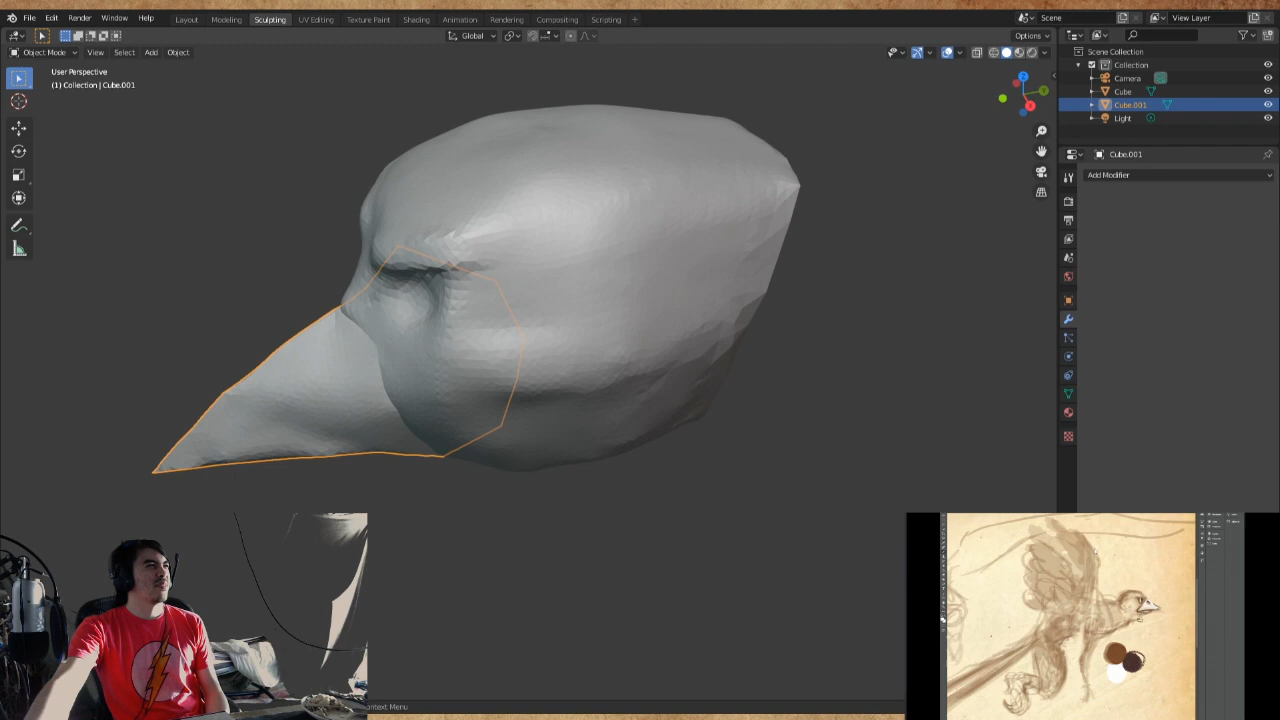 File Edit Render Window Help Layout Modeling Sculpting UV Editing Texture Paint Shading Animation Rendering Compositing Scripting + Scene View Layer
Global Options
Object Mode View Select Add Object
User Perspective
(1) Collection | Cube.001
Scene Collection
Collection
Camera
Cube
Cube.001
Light
Cube.001
Add Modifier
ontext Menu